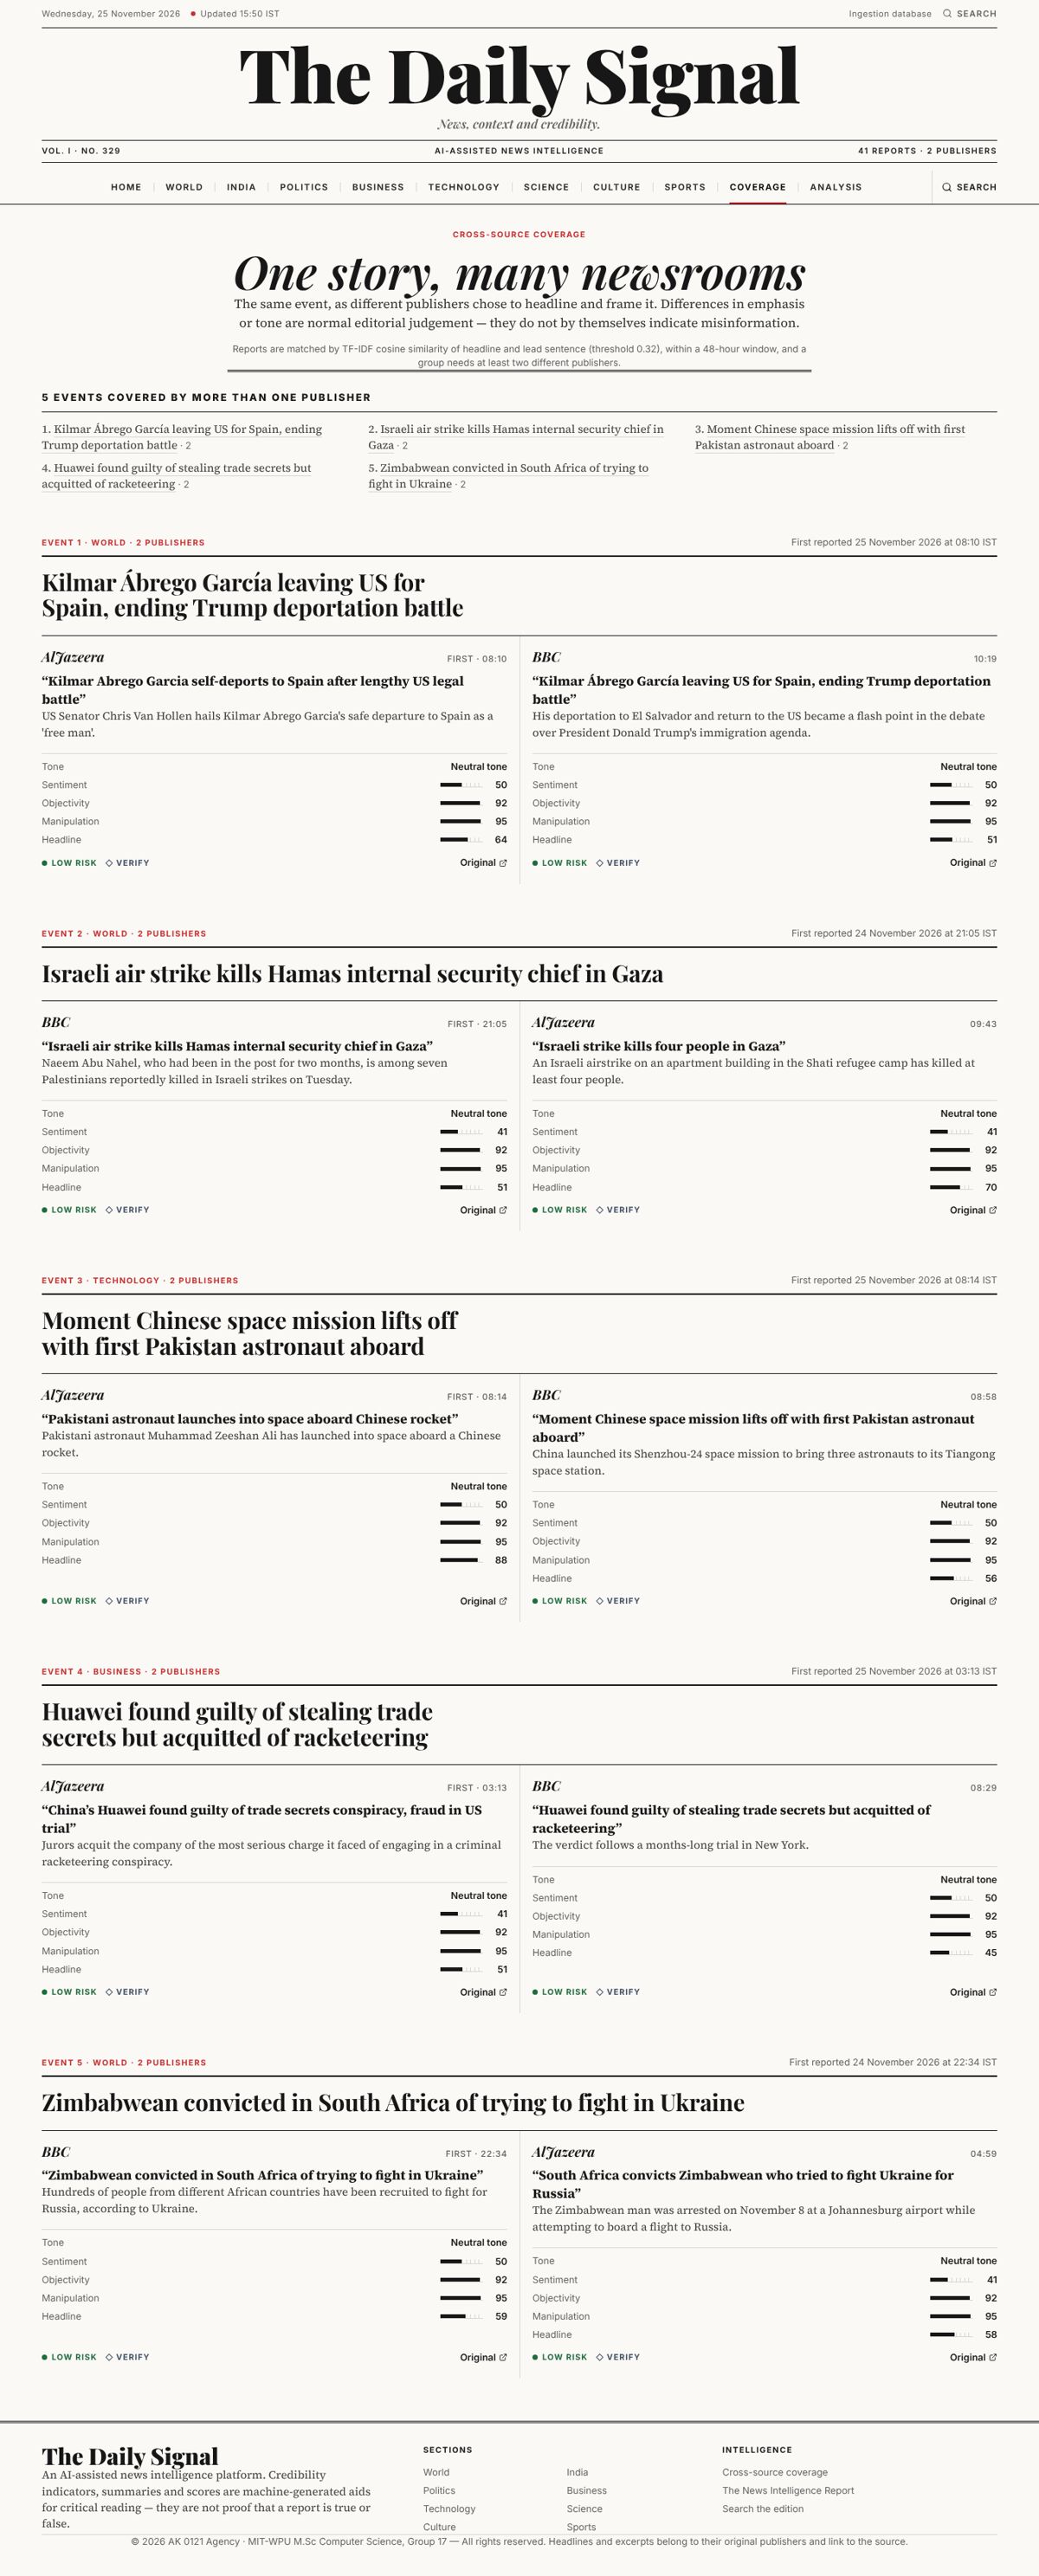 Wednesday, 25 November 2026 ● Updated 15:50 IST
Ingestion database SEARCH
The Daily Signal
News, context and credibility.
VOL. I · NO. 329
AI-ASSISTED NEWS INTELLIGENCE
41 REPORTS · 2 PUBLISHERS
HOME WORLD INDIA POLITICS BUSINESS TECHNOLOGY SCIENCE CULTURE SPORTS COVERAGE ANALYSIS SEARCH
CROSS-SOURCE COVERAGE
One story, many newsrooms
The same event, as different publishers chose to headline and frame it. Differences in emphasis
or tone are normal editorial judgement — they do not by themselves indicate misinformation.
Reports are matched by TF-IDF cosine similarity of headline and lead sentence (threshold 0.32), within a 48-hour window, and a
group needs at least two different publishers.
5 EVENTS COVERED BY MORE THAN ONE PUBLISHER
1. Kilmar Ábrego García leaving US for Spain, ending
Trump deportation battle · 2
2. Israeli air strike kills Hamas internal security chief in
Gaza · 2
3. Moment Chinese space mission lifts off with first
Pakistan astronaut aboard · 2
4. Huawei found guilty of stealing trade secrets but
acquitted of racketeering · 2
5. Zimbabwean convicted in South Africa of trying to
fight in Ukraine · 2
EVENT 1 · WORLD · 2 PUBLISHERS
First reported 25 November 2026 at 08:10 IST
Kilmar Ábrego García leaving US for
Spain, ending Trump deportation battle
AlJazeera
FIRST · 08:10
“Kilmar Abrego Garcia self-deports to Spain after lengthy US legal
battle”
US Senator Chris Van Hollen hails Kilmar Abrego Garcia's safe departure to Spain as a
'free man'.
Tone Neutral tone
Sentiment 50
Objectivity 92
Manipulation 95
Headline 64
● LOW RISK ◇ VERIFY Original
BBC
10:19
“Kilmar Ábrego García leaving US for Spain, ending Trump deportation
battle”
His deportation to El Salvador and return to the US became a flash point in the debate
over President Donald Trump's immigration agenda.
Tone Neutral tone
Sentiment 50
Objectivity 92
Manipulation 95
Headline 51
● LOW RISK ◇ VERIFY Original
EVENT 2 · WORLD · 2 PUBLISHERS
First reported 24 November 2026 at 21:05 IST
Israeli air strike kills Hamas internal security chief in Gaza
BBC
FIRST · 21:05
“Israeli air strike kills Hamas internal security chief in Gaza”
Naeem Abu Nahel, who had been in the post for two months, is among seven
Palestinians reportedly killed in Israeli strikes on Tuesday.
Tone Neutral tone
Sentiment 41
Objectivity 92
Manipulation 95
Headline 51
● LOW RISK ◇ VERIFY Original
AlJazeera
09:43
“Israeli strike kills four people in Gaza”
An Israeli airstrike on an apartment building in the Shati refugee camp has killed at
least four people.
Tone Neutral tone
Sentiment 41
Objectivity 92
Manipulation 95
Headline 70
● LOW RISK ◇ VERIFY Original
EVENT 3 · TECHNOLOGY · 2 PUBLISHERS
First reported 25 November 2026 at 08:14 IST
Moment Chinese space mission lifts off
with first Pakistan astronaut aboard
AlJazeera
FIRST · 08:14
“Pakistani astronaut launches into space aboard Chinese rocket”
Pakistani astronaut Muhammad Zeeshan Ali has launched into space aboard a Chinese
rocket.
Tone Neutral tone
Sentiment 50
Objectivity 92
Manipulation 95
Headline 88
● LOW RISK ◇ VERIFY Original
BBC
08:58
“Moment Chinese space mission lifts off with first Pakistan astronaut
aboard”
China launched its Shenzhou-24 space mission to bring three astronauts to its Tiangong
space station.
Tone Neutral tone
Sentiment 50
Objectivity 92
Manipulation 95
Headline 56
● LOW RISK ◇ VERIFY Original
EVENT 4 · BUSINESS · 2 PUBLISHERS
First reported 25 November 2026 at 03:13 IST
Huawei found guilty of stealing trade
secrets but acquitted of racketeering
AlJazeera
FIRST · 03:13
“China’s Huawei found guilty of trade secrets conspiracy, fraud in US
trial”
Jurors acquit the company of the most serious charge it faced of engaging in a criminal
racketeering conspiracy.
Tone Neutral tone
Sentiment 41
Objectivity 92
Manipulation 95
Headline 51
● LOW RISK ◇ VERIFY Original
BBC
08:29
“Huawei found guilty of stealing trade secrets but acquitted of
racketeering”
The verdict follows a months-long trial in New York.
Tone Neutral tone
Sentiment 50
Objectivity 92
Manipulation 95
Headline 45
● LOW RISK ◇ VERIFY Original
EVENT 5 · WORLD · 2 PUBLISHERS
First reported 24 November 2026 at 22:34 IST
Zimbabwean convicted in South Africa of trying to fight in Ukraine
BBC
FIRST · 22:34
“Zimbabwean convicted in South Africa of trying to fight in Ukraine”
Hundreds of people from different African countries have been recruited to fight for
Russia, according to Ukraine.
Tone Neutral tone
Sentiment 50
Objectivity 92
Manipulation 95
Headline 59
● LOW RISK ◇ VERIFY Original
AlJazeera
04:59
“South Africa convicts Zimbabwean who tried to fight Ukraine for
Russia”
The Zimbabwean man was arrested on November 8 at a Johannesburg airport while
attempting to board a flight to Russia.
Tone Neutral tone
Sentiment 41
Objectivity 92
Manipulation 95
Headline 58
● LOW RISK ◇ VERIFY Original
The Daily Signal
An AI-assisted news intelligence platform. Credibility
indicators, summaries and scores are machine-generated aids
for critical reading — they are not proof that a report is true or
false.
SECTIONS
World India
Politics Business
Technology Science
Culture Sports
INTELLIGENCE
Cross-source coverage
The News Intelligence Report
Search the edition
© 2026 AK 0121 Agency · MIT-WPU M.Sc Computer Science, Group 17 — All rights reserved. Headlines and excerpts belong to their original publishers and link to the source.